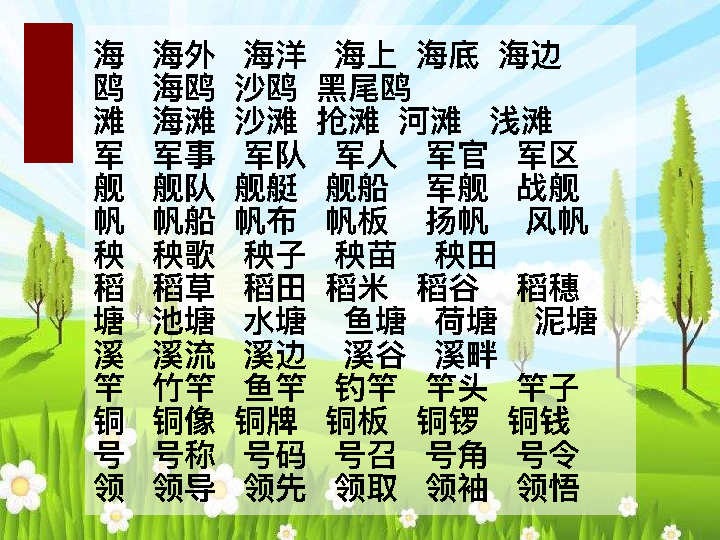 海 海外 海洋 海上 海底 海边
鸥 海鸥 沙鸥 黑尾鸥
滩 海滩 沙滩 抢滩 河滩 浅滩
军 军事 军队 军人 军官 军区
舰 舰队 舰艇 舰船 军舰 战舰
帆 帆船 帆布 帆板 扬帆 风帆
秧 秧歌 秧子 秧苗 秧田
稻 稻草 稻田 稻米 稻谷 稻穗
塘 池塘 水塘 鱼塘 荷塘 泥塘
溪 溪流 溪边 溪谷 溪畔
竿 竹竿 鱼竿 钓竿 竿头 竿子
铜 铜像 铜牌 铜板 铜锣 铜钱
号 号称 号码 号召 号角 号令
领 领导 领先 领取 领袖 领悟